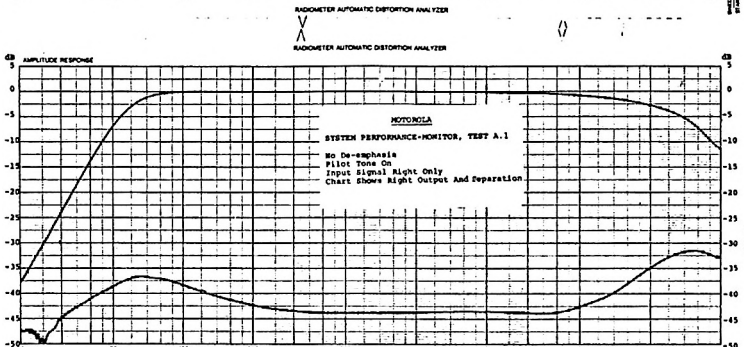 RADIOMETER AUTOMATIC DISTORTION ANALYZER
RADIOMETER AUTOMATIC DISTORTION ANALYZER
dB AMPLITUDE RESPONSE dB
5 5
0 0
-5 -5
-10 -10
-15 -15
-20 -20
-25 -25
-30 -30
-35 -35
-40 -40
-45 -45
-50 -50
MOTOROLA
SYSTEM PERFORMANCE-MONITOR, TEST A.1
No De-emphasis
Pilot Tone On
Input Signal Right Only
Chart Shows Right Output And Separation